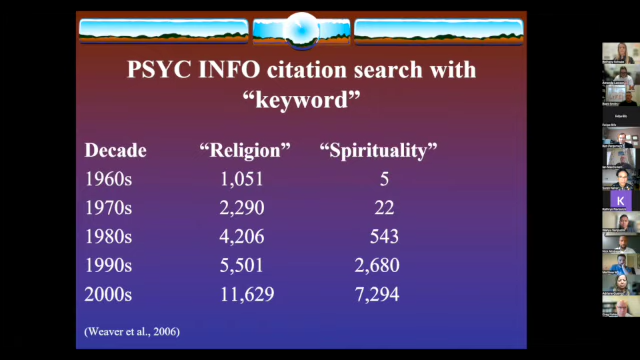 PSYC INFO citation search with
“keyword”
Decade “Religion” “Spirituality”
1960s 1,051 5
1970s 2,290 22
1980s 4,206 543
1990s 5,501 2,680
2000s 11,629 7,294
(Weaver et al., 2006)
K